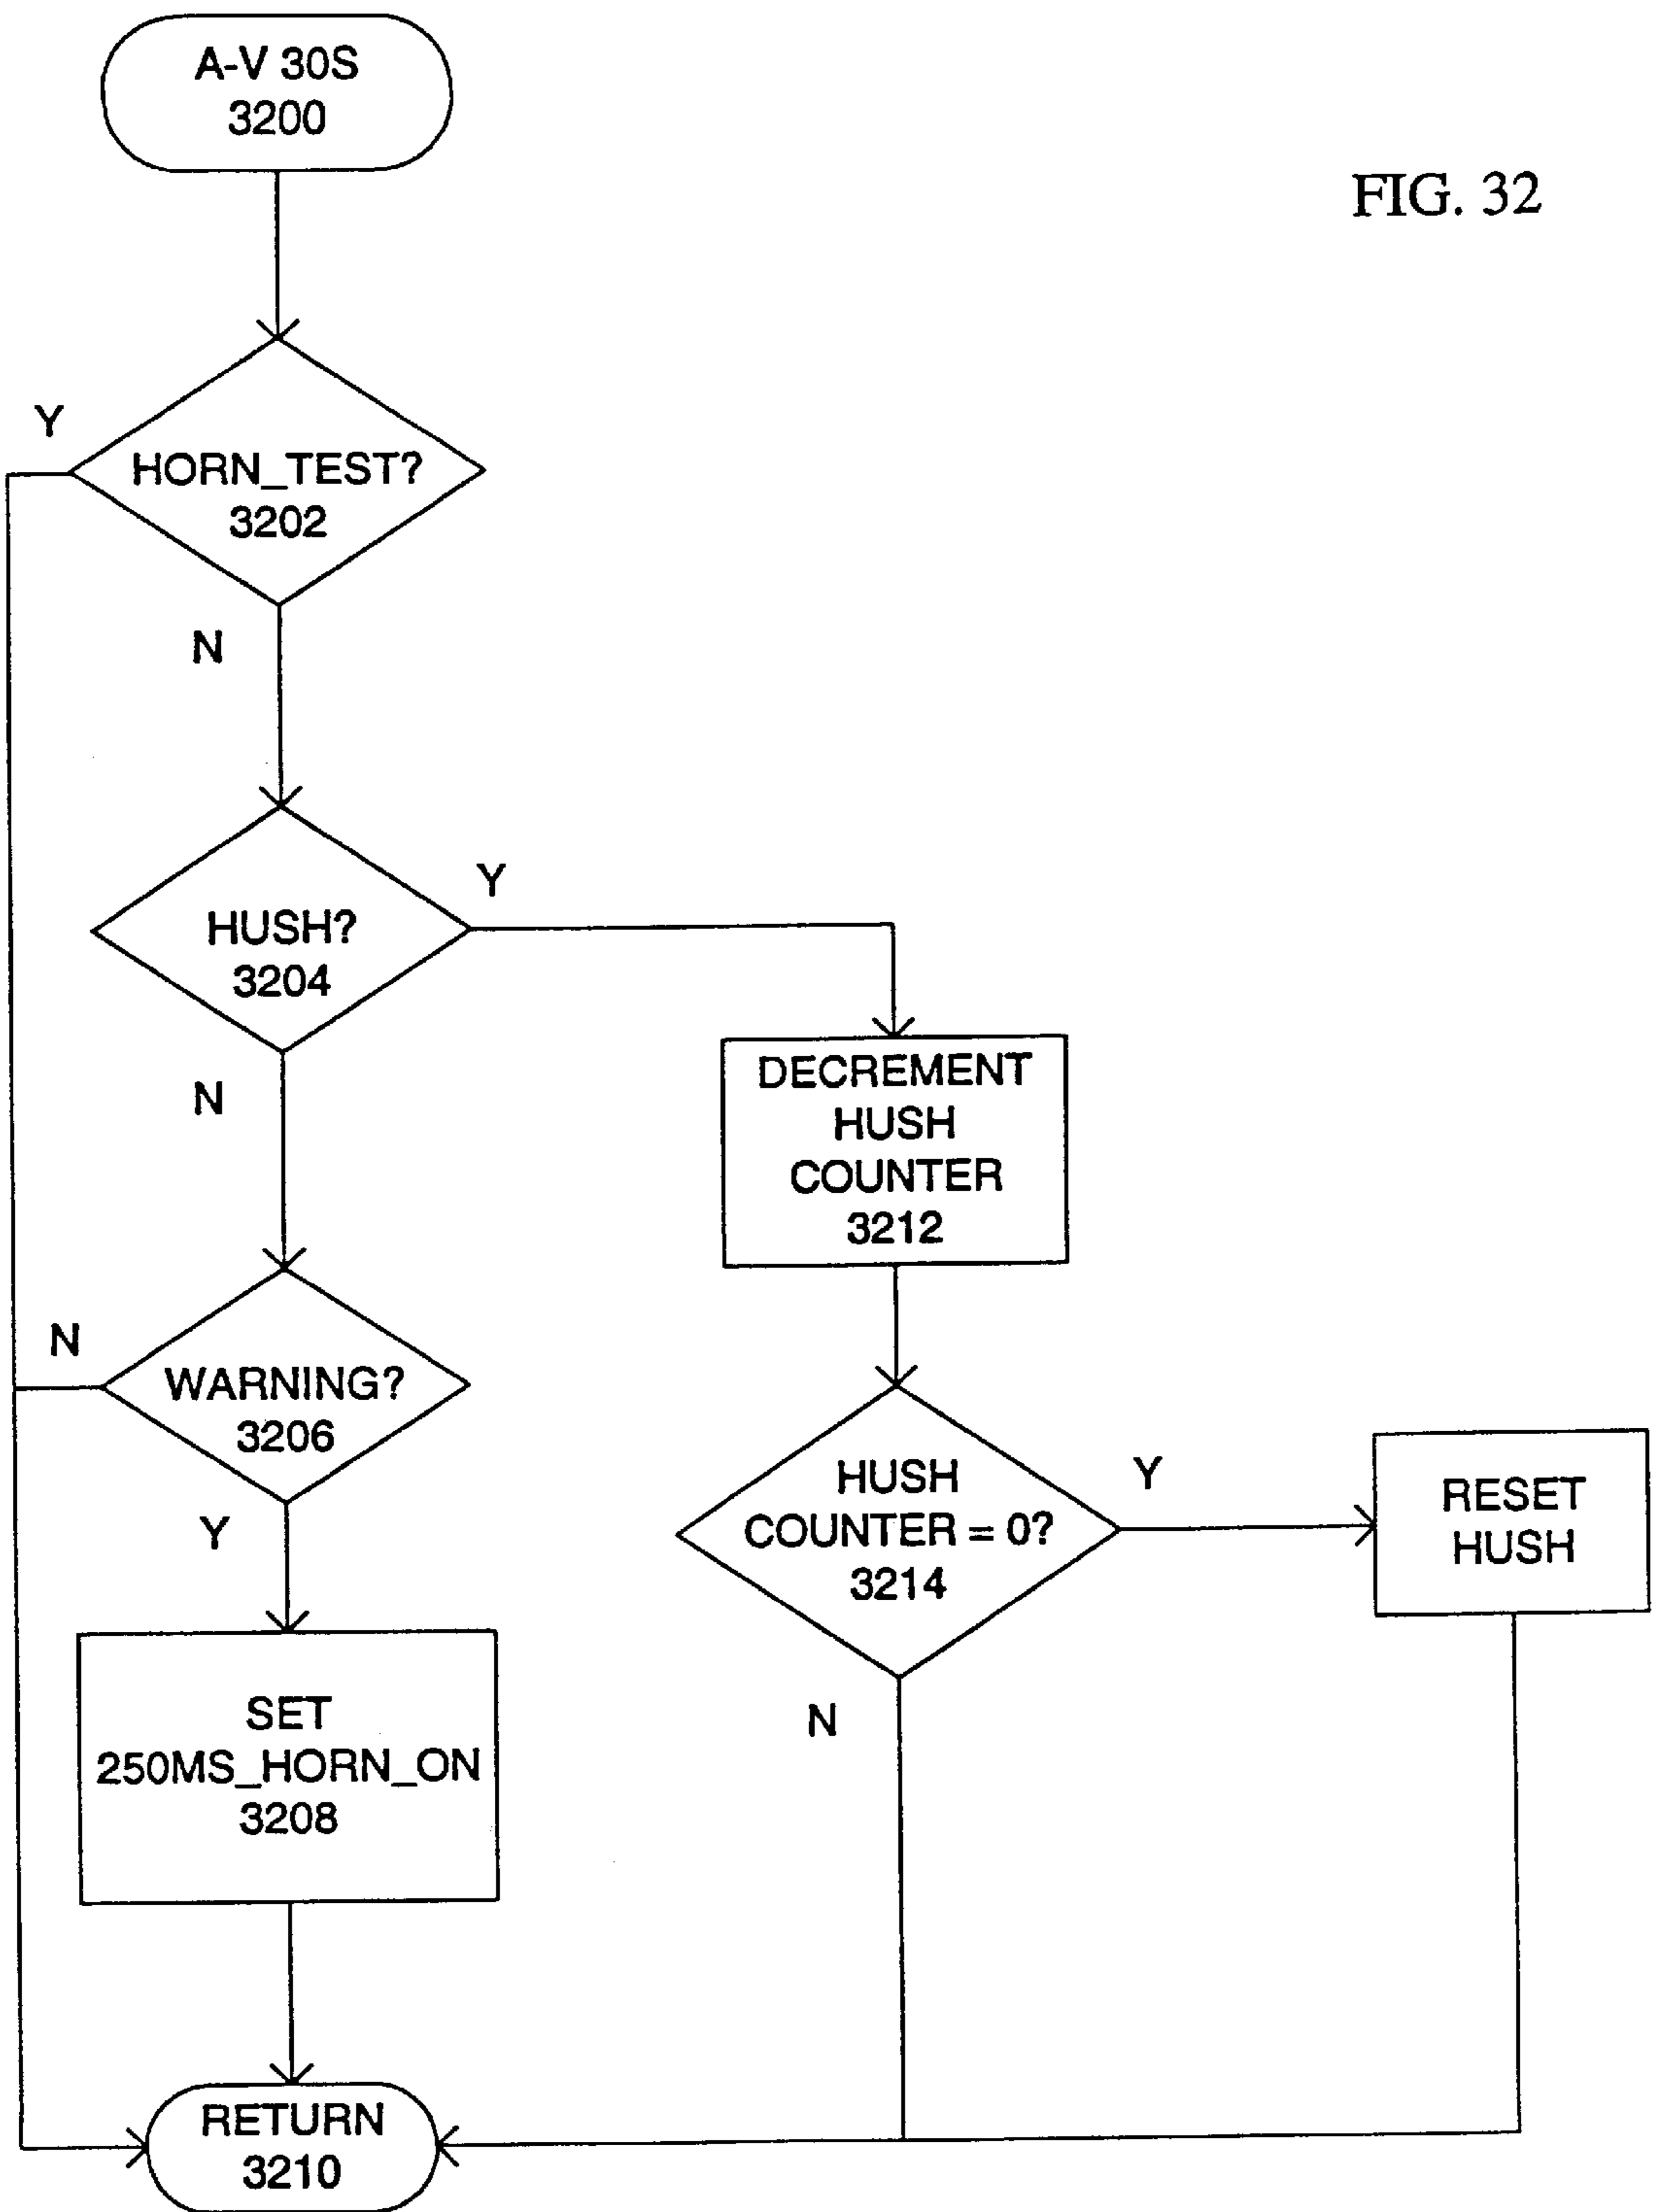 A-V 30S
3200
FIG. 32
Y
HORN_TEST?
3202
N
HUSH?
3204
Y
N
DECREMENT
HUSH
COUNTER
3212
N
WARNING?
3206
Y
HUSH
COUNTER = 0?
3214
Y
N
RESET
HUSH
SET
250MS_HORN_ON
3208
RETURN
3210